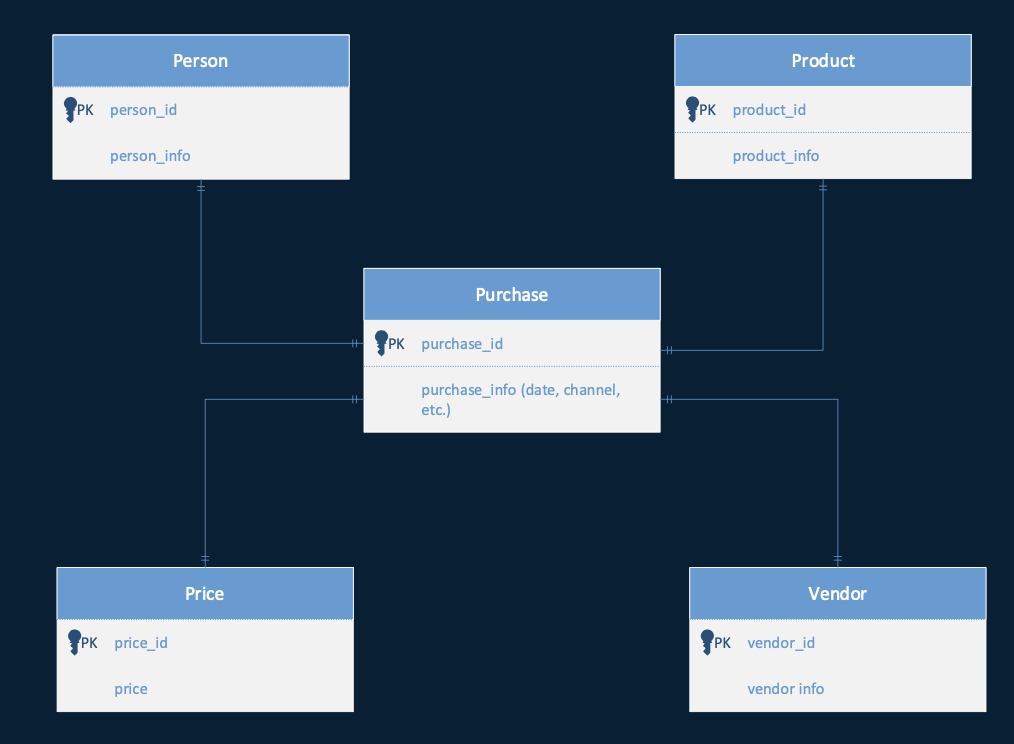 Person
PK person_id
person_info
Product
PK product_id
product_info
Purchase
PK purchase_id
purchase_info (date, channel,
etc.)
Price
PK price_id
price
Vendor
PK vendor_id
vendor info